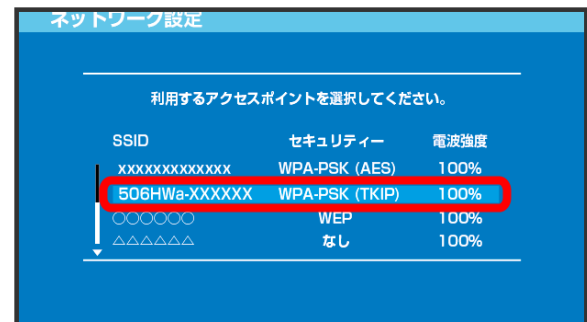 ネットワーク設定
利用するアクセスポイントを選択してください。
SSID セキュリティー 電波強度
xxxxxxxxxxxxx WPA-PSK (AES) 100%
506HWa-XXXXXX WPA-PSK (TKIP) 100%
○○○○○○ WEP 100%
△△△△△△ なし 100%